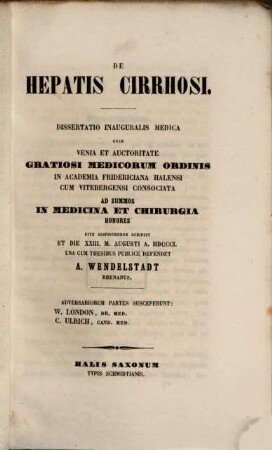 DE
HEPATIS CIRRHOSI.
DISSERTATIO INAUGURALIS MEDICA
QUAM
VENIA ET AUCTORITATE
GRATIOSI MEDICORUM ORDINIS
IN ACADEMIA FRIDERICIANA HALENSI
CUM VITEBERGENSI CONSOCIATA
AD SUMMOS
IN MEDICINA ET CHIRURGIA
HONORES
RITE ADIPISCENDOS SCRIPSIT
ET DIE XXIII. M. AUGUSTI A. MDCCCL
UNA CUM THESIBUS PUBLICE DEFENDET
A. WENDELSTADT
RHENANUS.
ADVERSARIORUM PARTES SUSCEPERUNT:
W. LONDON, DR. MED.
C. ULRICH, CAND. MED.
HALIS SAXONUM
TYPIS SCHMIDTIANIS.